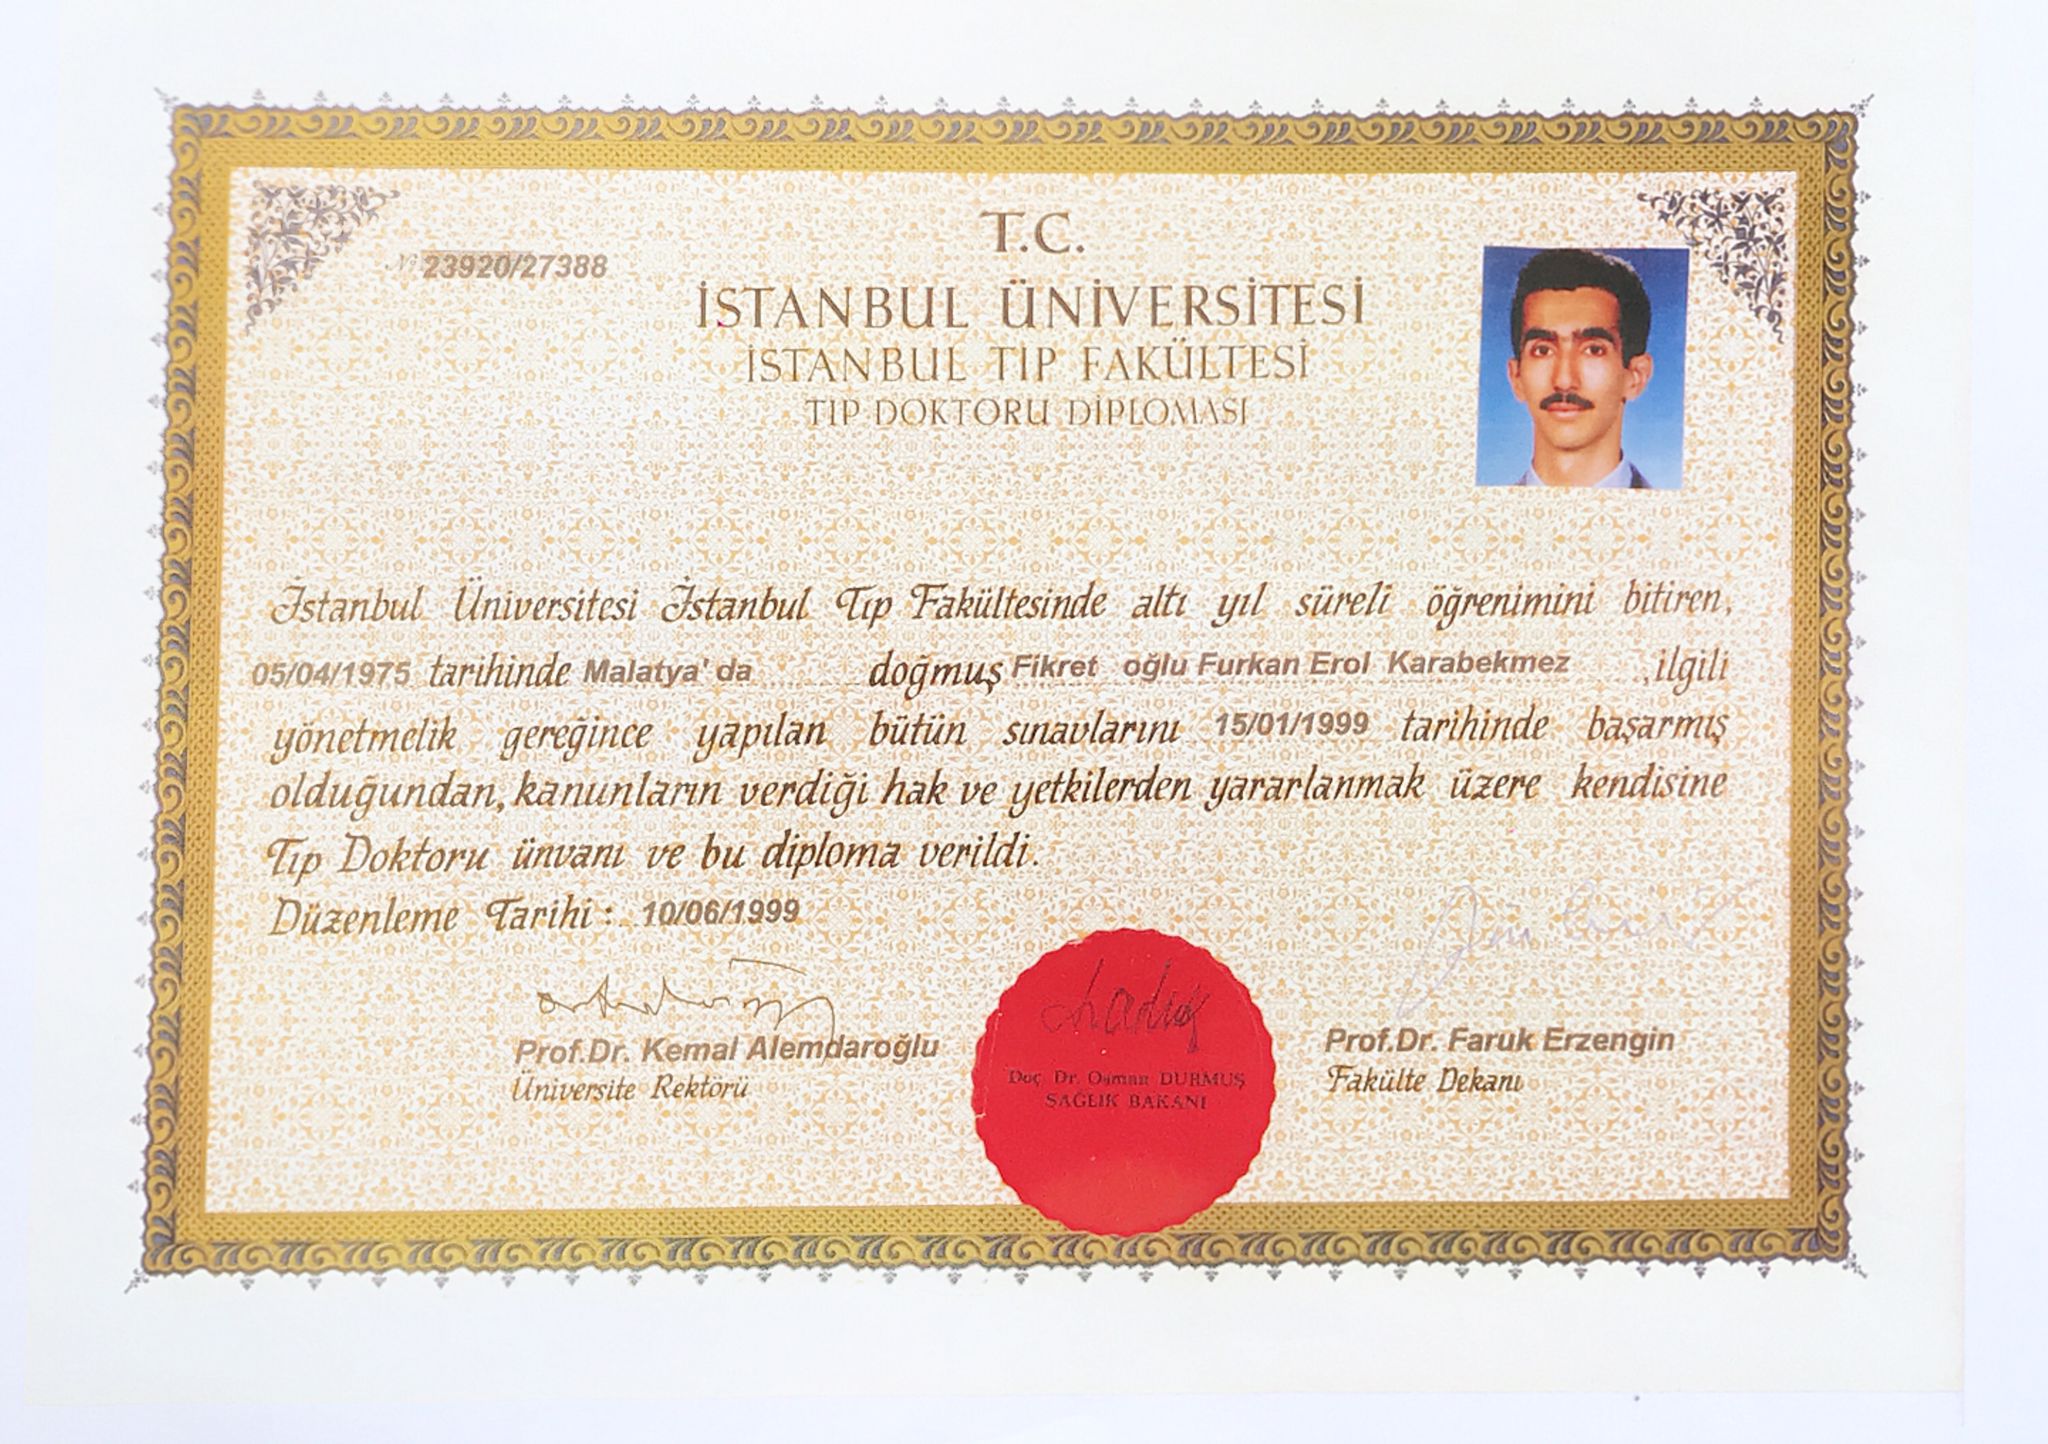 T.C.
№ 23920/27388
İSTANBUL ÜNİVERSİTESİ
İSTANBUL TIP FAKÜLTESİ
TIP DOKTORU DİPLOMASI
İstanbul Üniversitesi İstanbul Tıp Fakültesinde altı yıl süreli öğrenimini bitiren,
05/04/1975 tarihinde Malatya'da doğmuş Fikret oğlu Furkan Erol Karabekmez, ilgili
yönetmelik gereğince yapılan bütün sınavlarını 15/01/1999 tarihinde başarmış
olduğundan, kanunların verdiği hak ve yetkilerden yararlanmak üzere kendisine
Tıp Doktoru ünvanı ve bu diploma verildi.
Düzenleme Tarihi : 10/06/1999
Prof.Dr. Kemal Alemdaroğlu
Üniversite Rektörü
Doç. Dr. Osman DURMUŞ
SAĞLIK BAKANI
Prof.Dr. Faruk Erzengin
Fakülte Dekanı